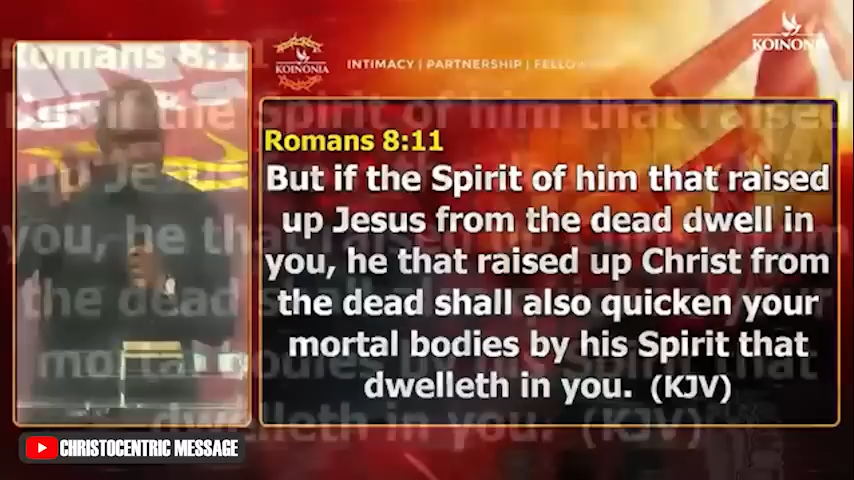 KOINONIA
INTIMACY | PARTNERSHIP |
KOINONIA
Romans 8:11
But if the Spirit of him that raised
up Jesus from the dead dwell in
you, he that raised up Christ from
the dead shall also quicken your
mortal bodies by his Spirit that
dwelleth in you. (KJV)
CHRISTOCENTRIC MESSAGE